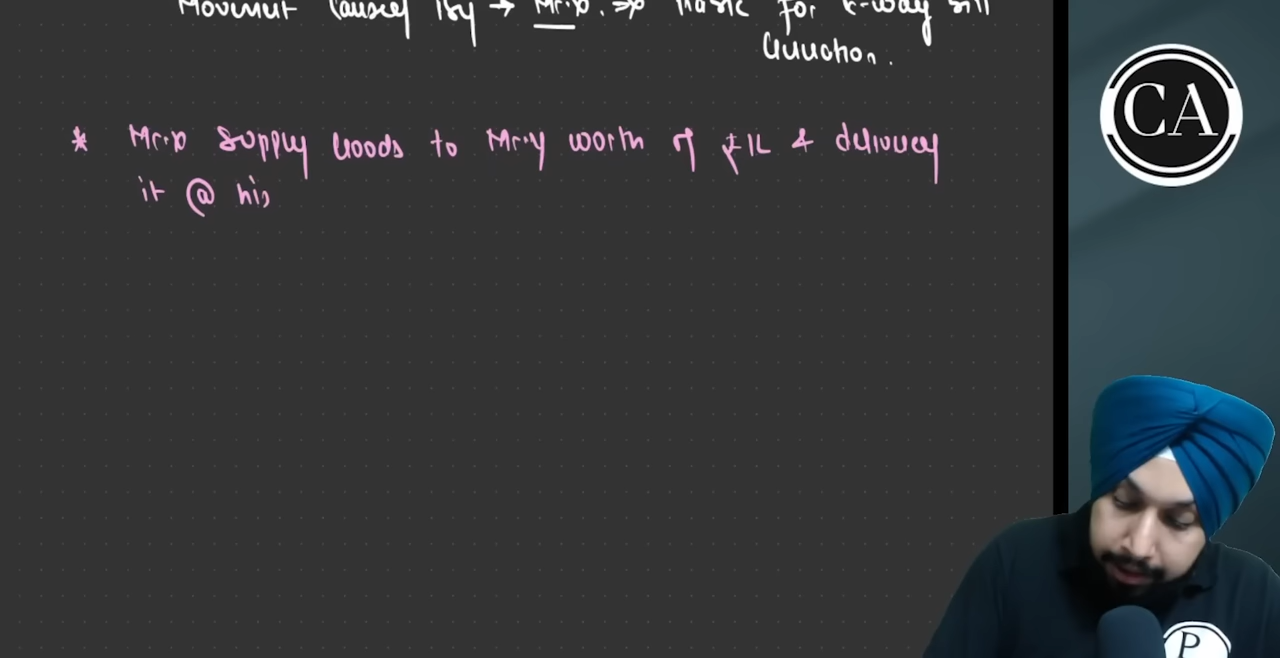 Movement caused by → Mr.X. ⇒ liable for E-way bill
Generation.
* Mr.X supply Goods to Mr.Y worth of ₹1L & delivery
it @ his
CA
P